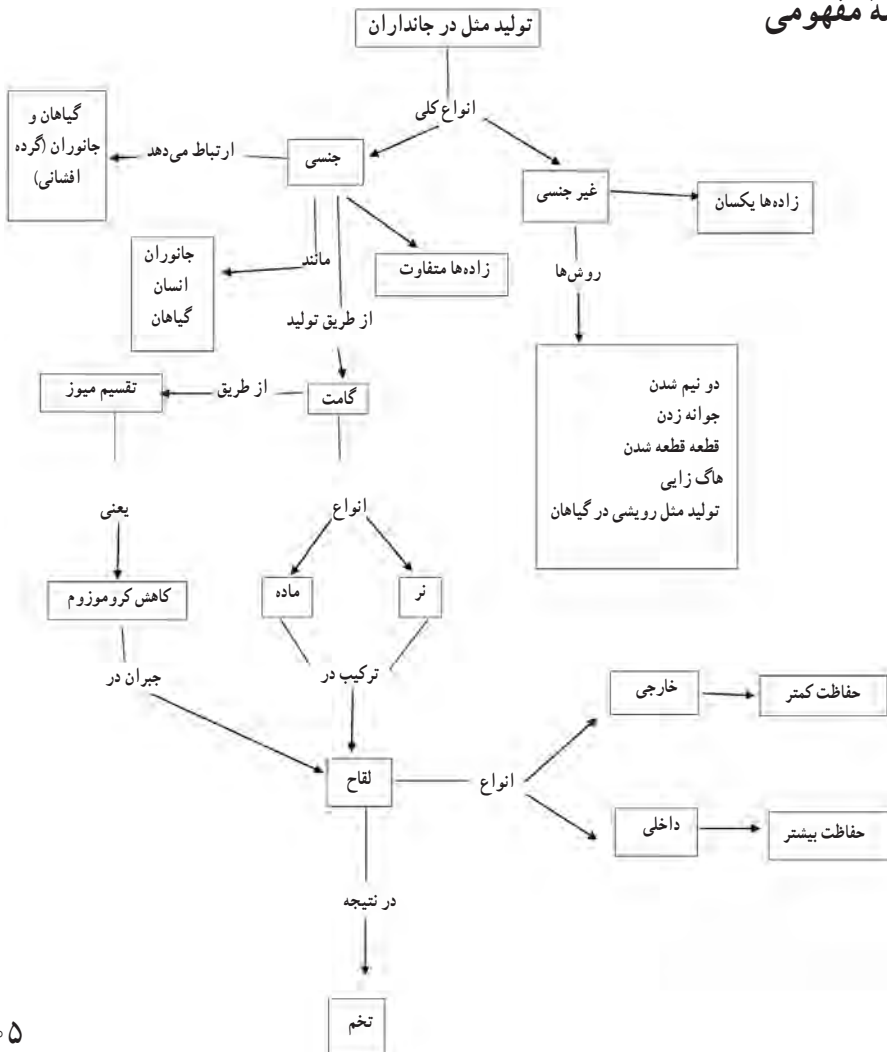 ۀ مفهومی
تولید مثل در جانداران
انواع کلی
گیاهان و
جانوران (گرده
افشانی)
ارتباط می‌دهد
جنسی
غیر جنسی
زاده‌ها یکسان
جانوران
انسان
گیاهان
مانند
زاده‌ها متفاوت
روش‌ها
از طریق تولید
دو نیم شدن
جوانه زدن
قطعه قطعه شدن
هاگ زایی
تولید مثل رویشی در گیاهان
تقسیم میوز
از طریق
گامت
یعنی
انواع
کاهش کروموزوم
ماده
نر
جبران در
ترکیب در
خارجی
حفاظت کمتر
لقاح
انواع
داخلی
حفاظت بیشتر
در نتیجه
تخم
۵